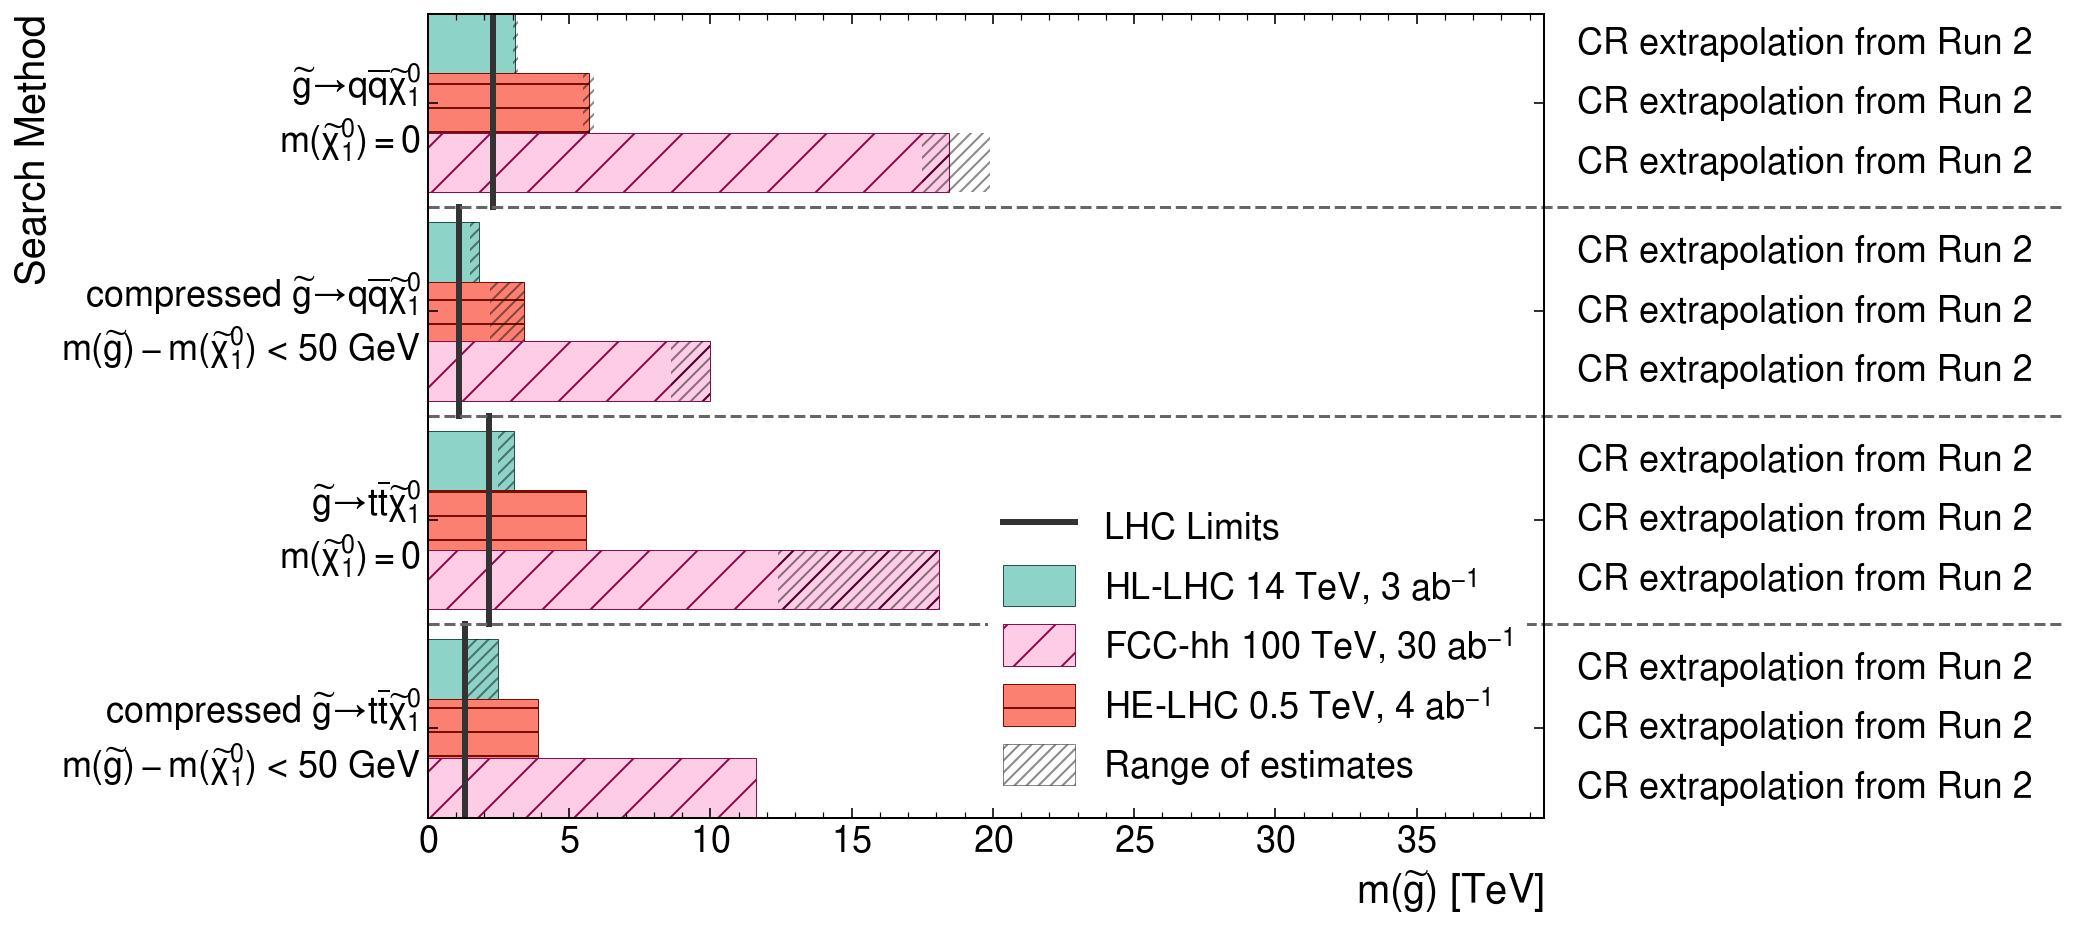 Search Method
g̃→qq̅χ̃⁰₁
m(χ̃⁰₁) = 0
CR extrapolation from Run 2
CR extrapolation from Run 2
CR extrapolation from Run 2
compressed g̃→qq̅χ̃⁰₁
m(g̃) – m(χ̃⁰₁) < 50 GeV
CR extrapolation from Run 2
CR extrapolation from Run 2
CR extrapolation from Run 2
g̃→tt̅χ̃⁰₁
m(χ̃⁰₁) = 0
CR extrapolation from Run 2
CR extrapolation from Run 2
CR extrapolation from Run 2
compressed g̃→tt̅χ̃⁰₁
m(g̃) – m(χ̃⁰₁) < 50 GeV
CR extrapolation from Run 2
CR extrapolation from Run 2
CR extrapolation from Run 2
LHC Limits
HL-LHC 14 TeV, 3 ab⁻¹
FCC-hh 100 TeV, 30 ab⁻¹
HE-LHC 0.5 TeV, 4 ab⁻¹
Range of estimates
0 5 10 15 20 25 30 35
m(g̃) [TeV]